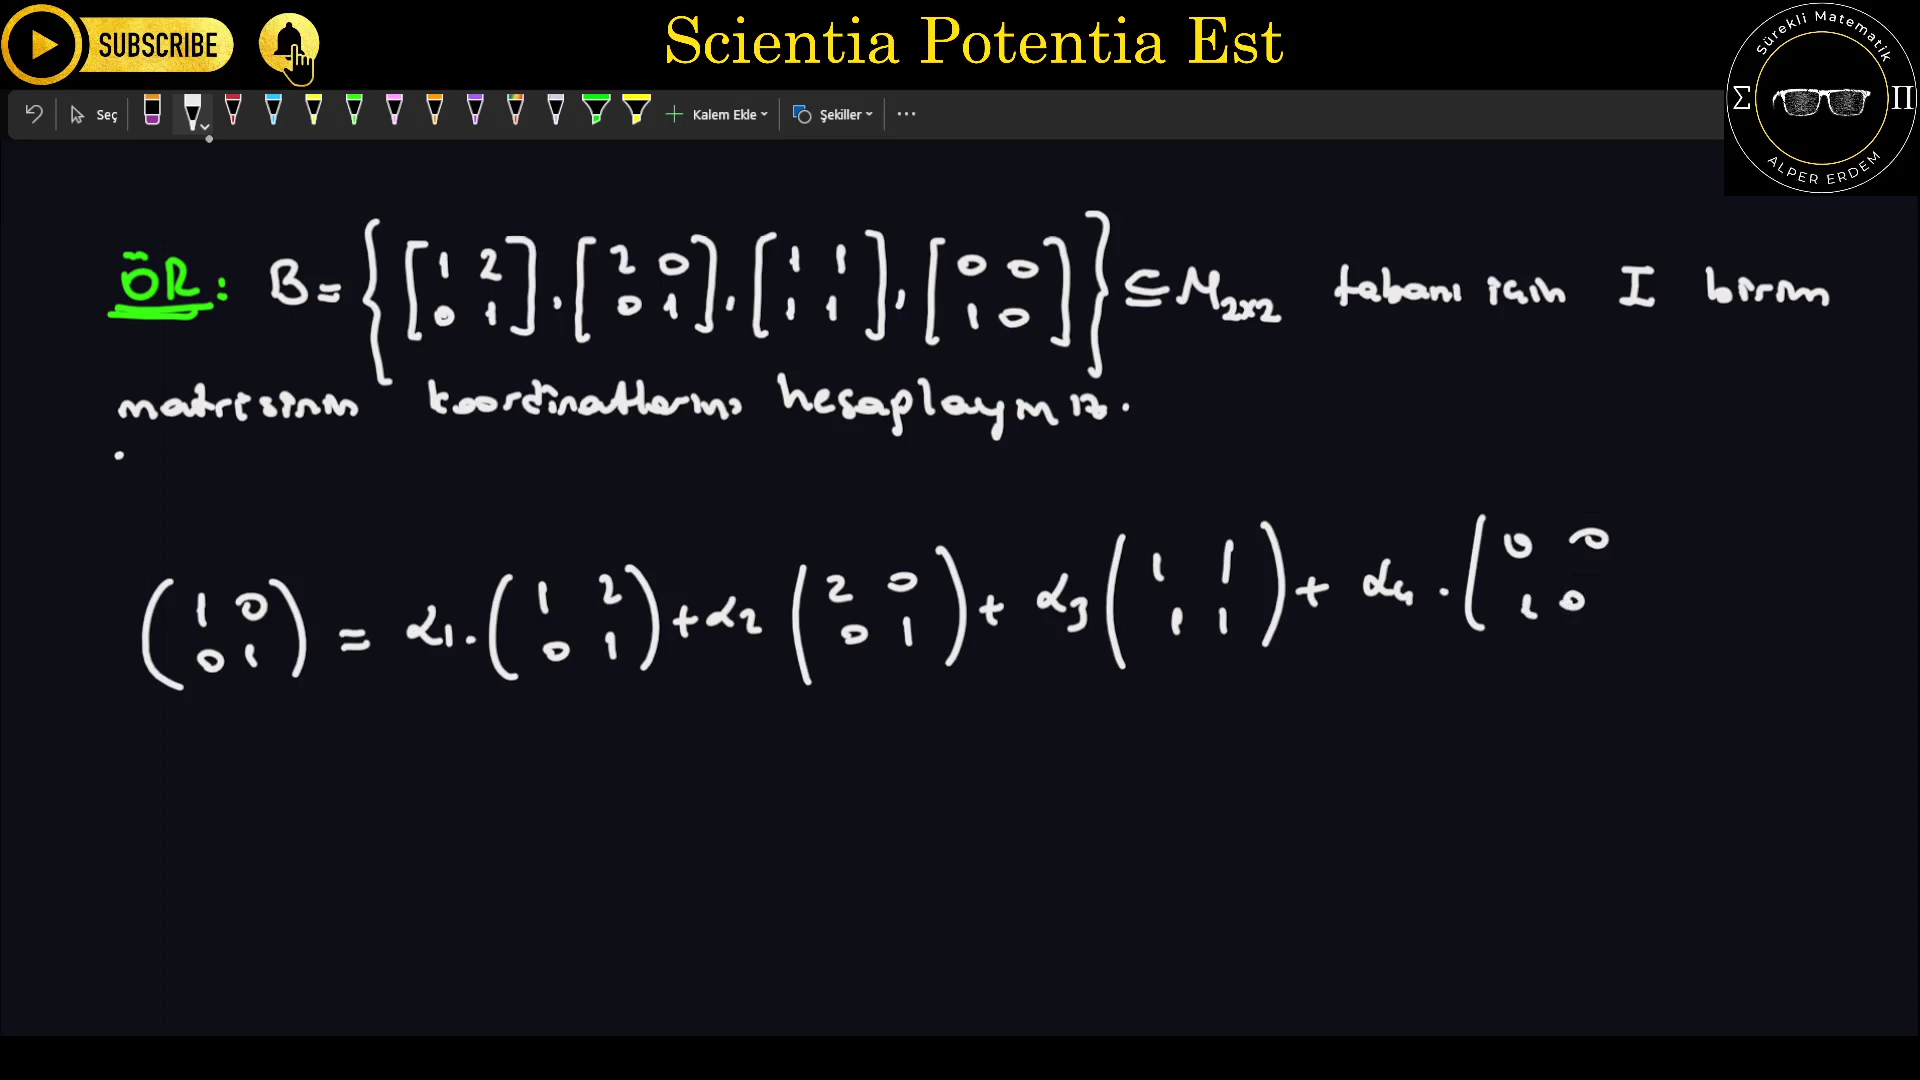 SUBSCRIBE
Scientia Potentia Est
Sürekli Matematik
Σ Π
ALPER ERDEM
Seç Kalem Ekle Şekiller ...
ÖR: B = { [1 2; 0 1], [2 0; 0 1], [1 1; 1 1], [0 0; 1 0] } ⊆ M₂ₓ₂ tabanı için I birim
matrisinin koordinatlarını hesaplayınız.
(1 0; 0 1) = α₁ · (1 2; 0 1) + α₂ (2 0; 0 1) + α₃ (1 1; 1 1) + α₄ · (0 0; 1 0